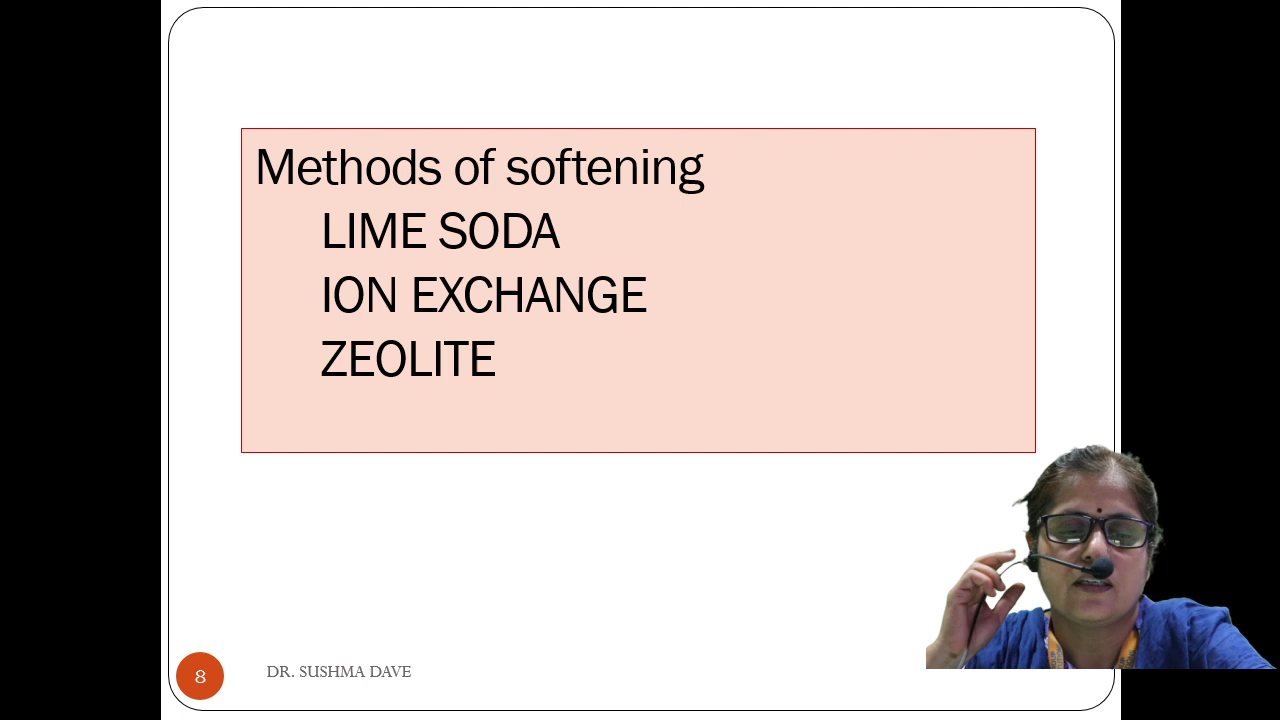 Methods of softening
LIME SODA
ION EXCHANGE
ZEOLITE
8
DR. SUSHMA DAVE